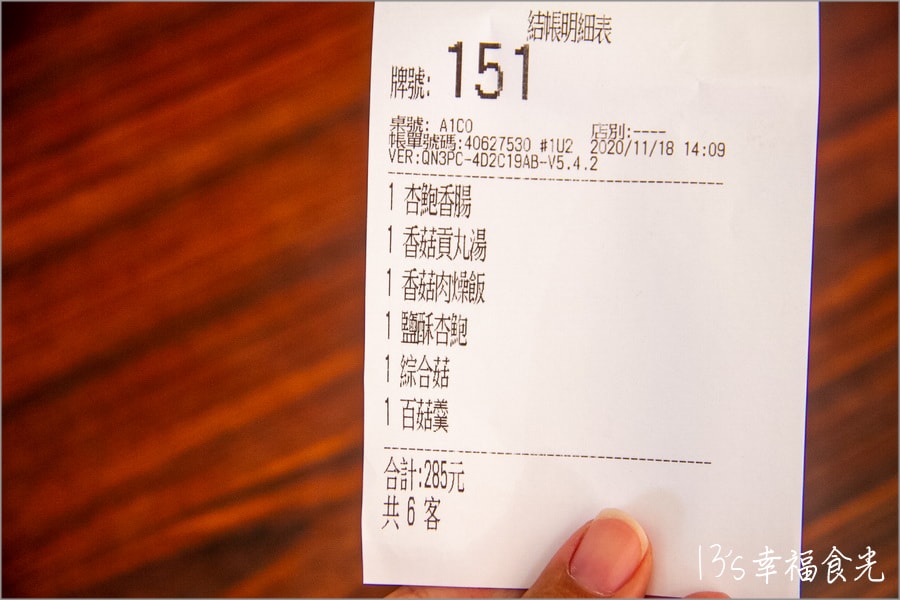 結帳明細表
牌號: 151
桌號: A1C0 店別:----
帳單號碼:40627530 #1U2 2020/11/18 14:09
VER:QN3PC-4D2C19AB-V5.4.2
1 杏鮑香腸
1 香菇貢丸湯
1 香菇肉燥飯
1 鹽酥杏鮑
1 綜合菇
1 百菇羹
合計:285元
共 6 客
13's幸福食光